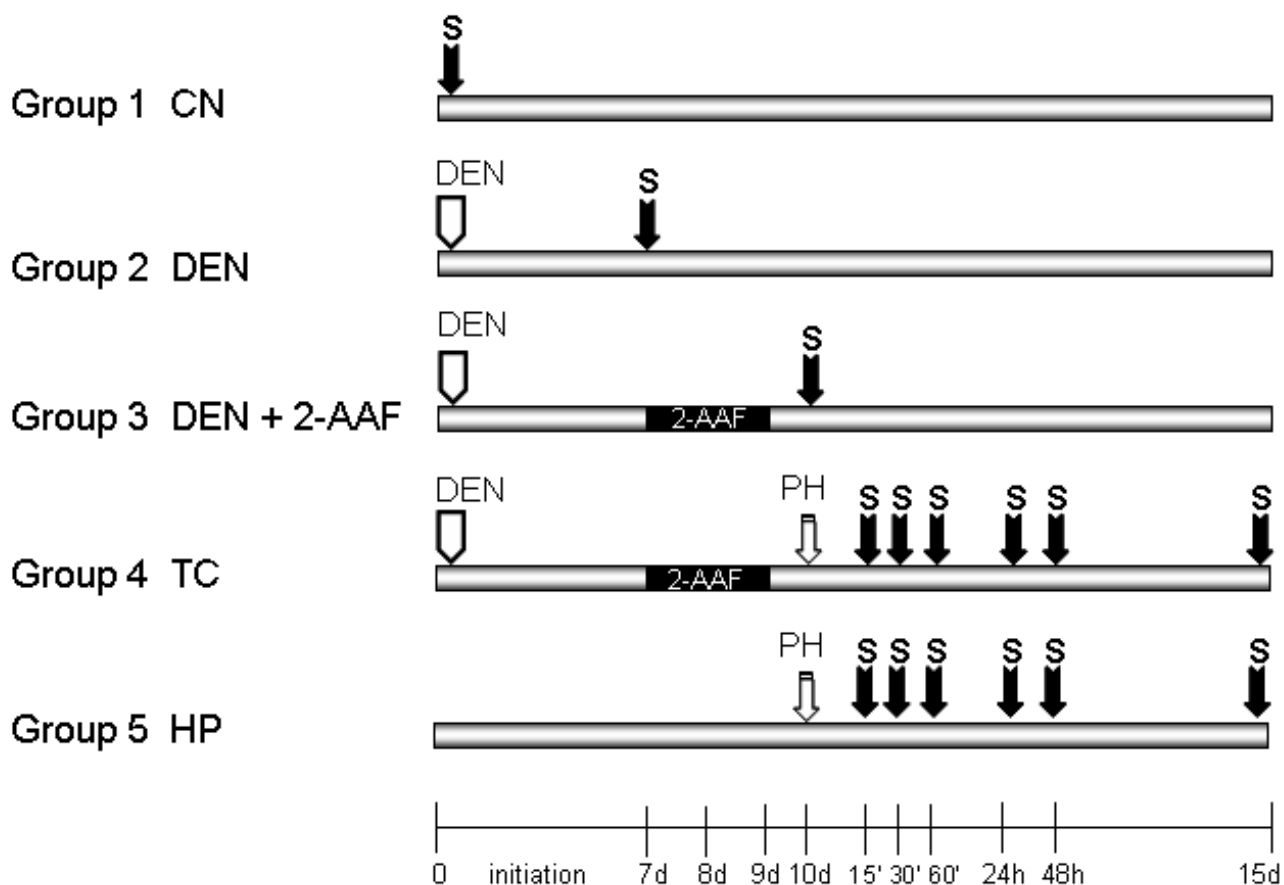 S
Group 1 CN
DEN
S
Group 2 DEN
DEN
S
Group 3 DEN + 2-AAF
2-AAF
DEN
PH
S S S S S S
Group 4 TC
2-AAF
PH
S S S S S S
Group 5 HP
0 initiation 7d 8d 9d 10d 15' 30' 60' 24h 48h 15d